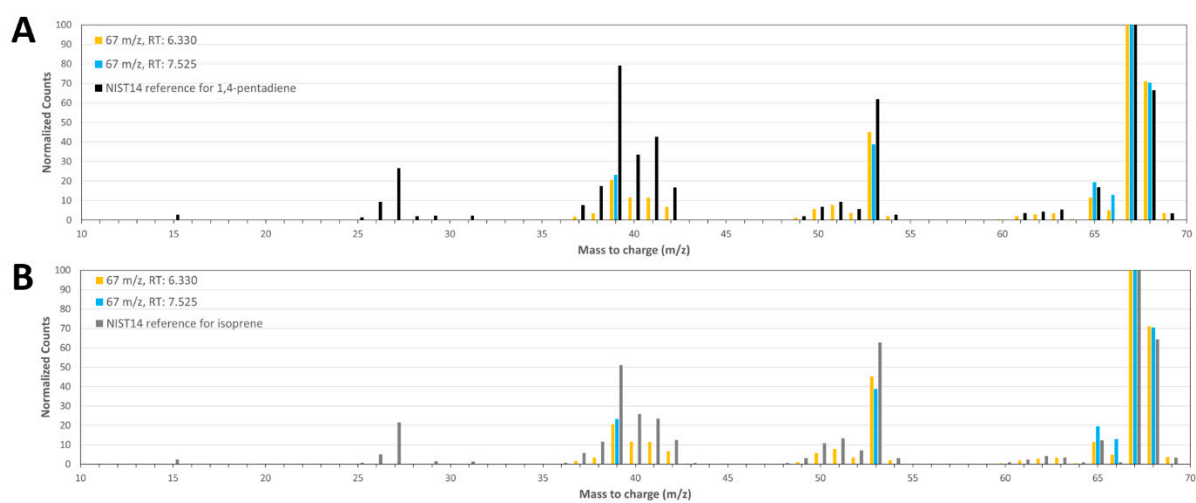 A
Normalized Counts
100
90
80
70
60
50
40
30
20
10
0
67 m/z, RT: 6.330
67 m/z, RT: 7.525
NIST14 reference for 1,4-pentadiene
10 15 20 25 30 35 40 45 50 55 60 65 70
Mass to charge (m/z)
B
Normalized Counts
100
90
80
70
60
50
40
30
20
10
0
67 m/z, RT: 6.330
67 m/z, RT: 7.525
NIST14 reference for isoprene
10 15 20 25 30 35 40 45 50 55 60 65 70
Mass to charge (m/z)